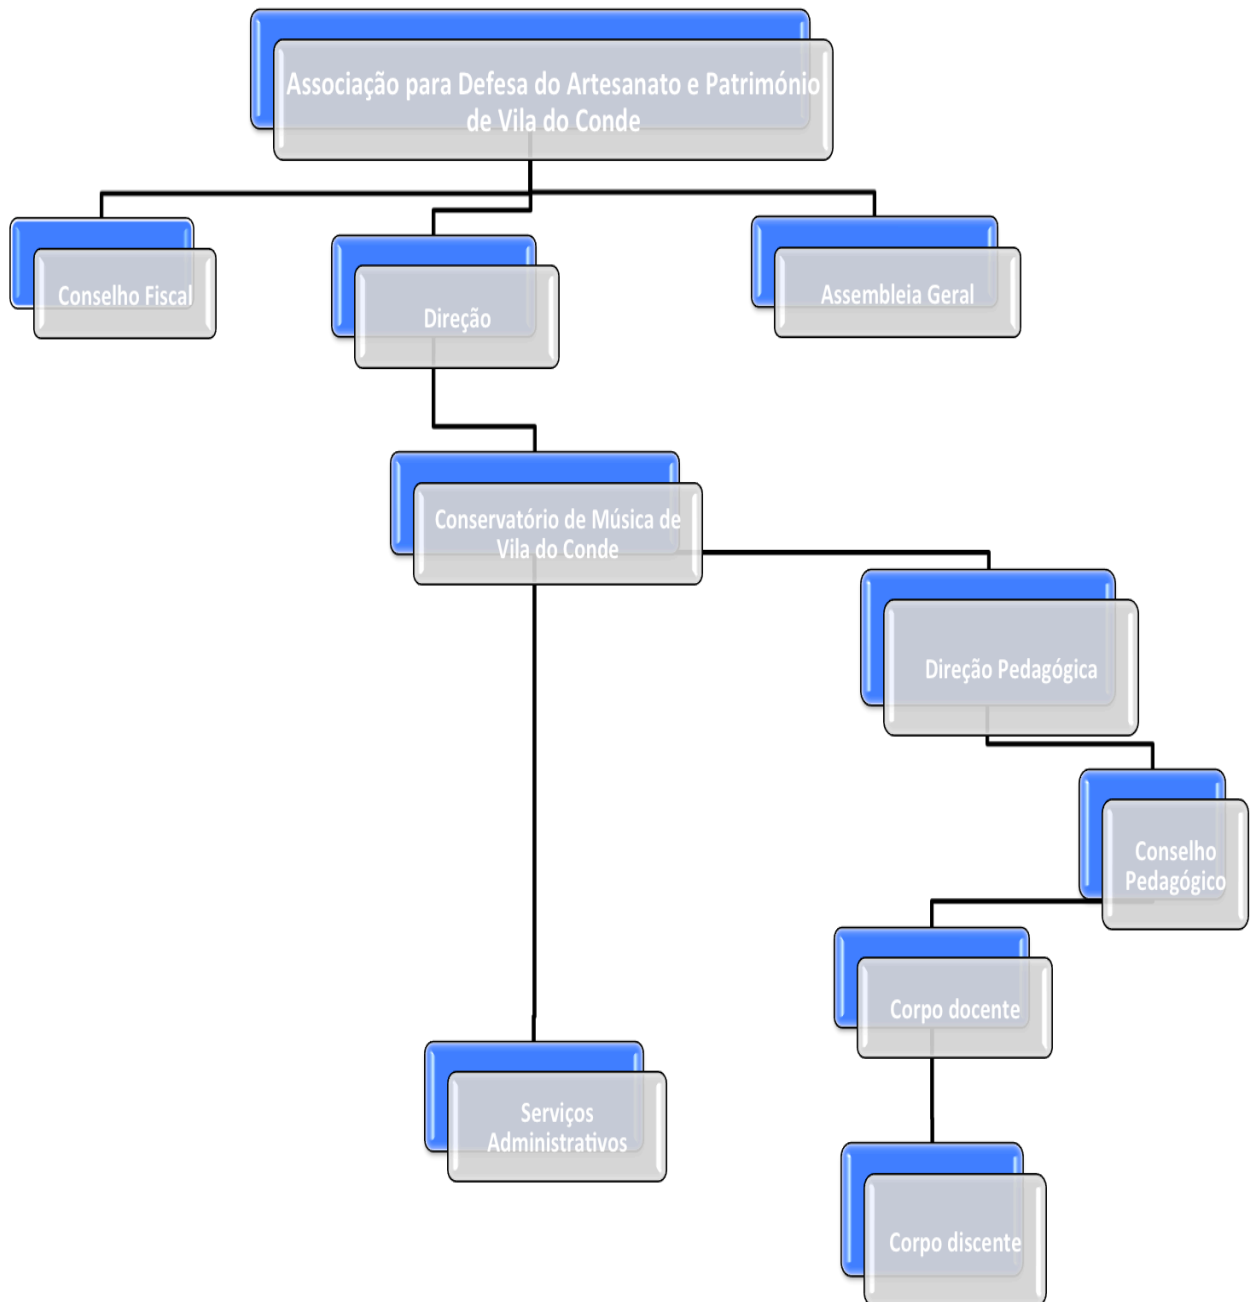 Associação para Defesa do Artesanato e Património
de Vila do Conde
Conselho Fiscal
Direção
Assembleia Geral
Conservatório de Música de
Vila do Conde
Direção Pedagógica
Conselho
Pedagógico
Corpo docente
Serviços
Administrativos
Corpo discente